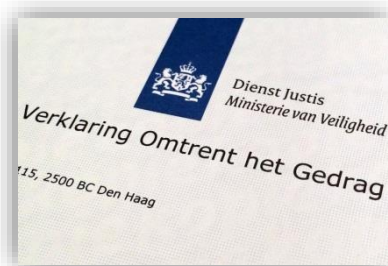 Dienst Justis
Ministerie van Veiligheid
Verklaring Omtrent het Gedrag
115, 2500 BC Den Haag